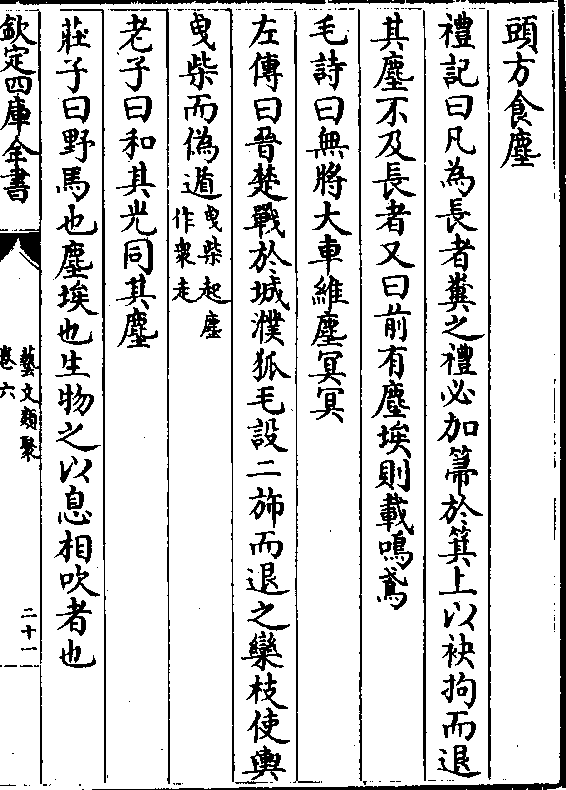 頭方食塵
禮記曰凡為長者糞之禮必加箒於箕上以袂拘而退
其塵不及長者又曰前有塵埃則載鳴鳶
毛詩曰無將大車維塵冥冥
左傳曰晉楚戰於城濮狐毛設二斾而退之欒枝使輿
曳柴而偽遁曳柴起塵
作衆走
老子曰和其光同其塵
莊子曰野馬也塵埃也生物之以息相吹者也
欽定四庫全書
藝文類聚
卷六
二十一